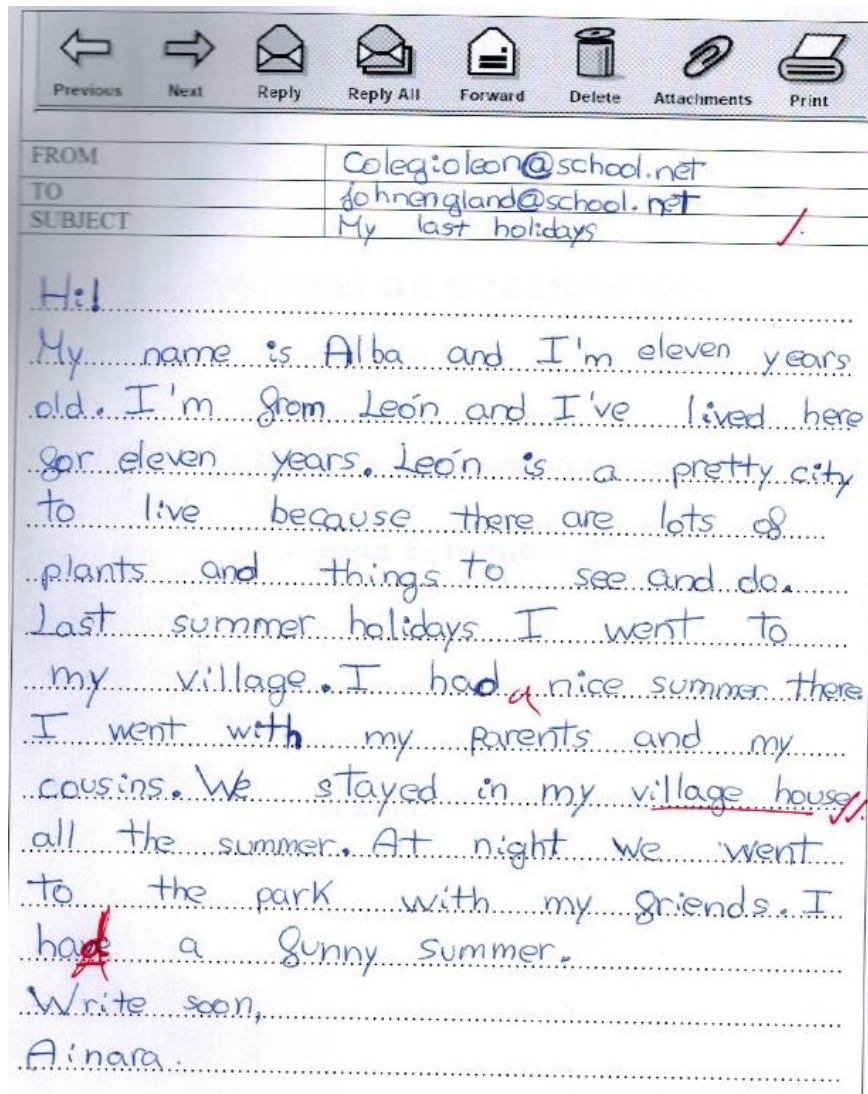 Previous Next Reply Reply All Forward Delete Attachments Print
FROM Colegioleon@school.net
TO johnengland@school.net
SUBJECT My last holidays
Hi!
My name is Alba and I'm eleven years
old. I'm from León and I've lived here
for eleven years. León is a pretty city
to live because there are lots of
plants and things to see and do.
Last summer holidays I went to
my village. I had a nice summer there
I went with my parents and my
cousins. We stayed in my village house
all the summer. At night we went
to the park with my friends. I
had a funny summer.
Write soon,
Ainara.